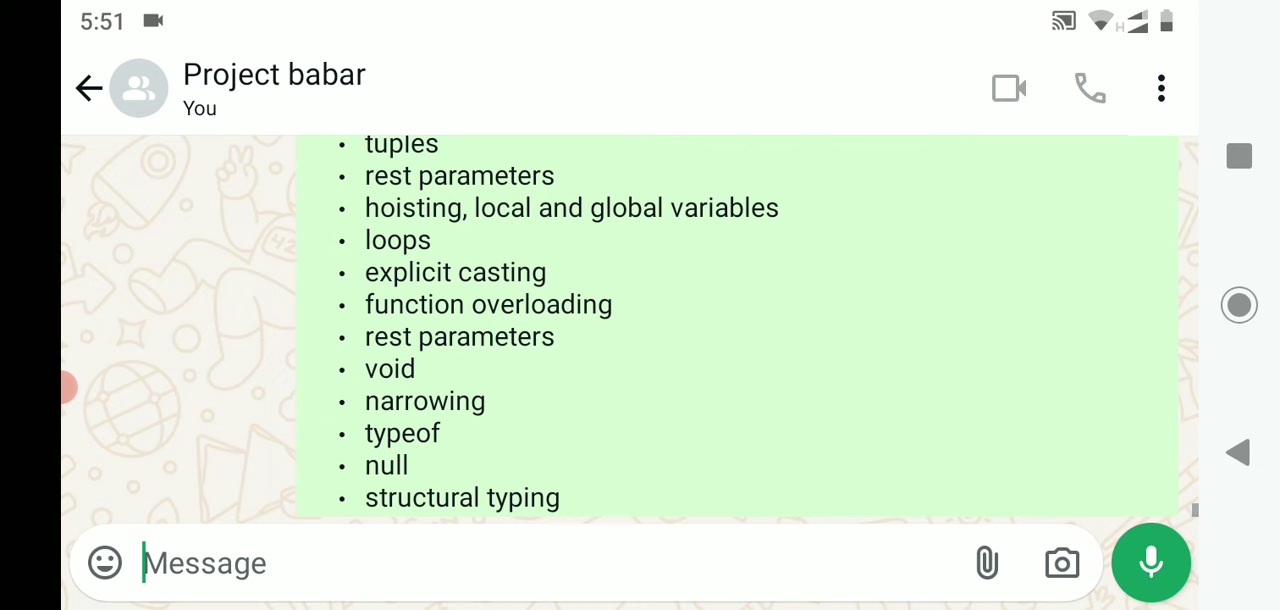 5:51
H
Project babar
You
• tuples
• rest parameters
• hoisting, local and global variables
• loops
• explicit casting
• function overloading
• rest parameters
• void
• narrowing
• typeof
• null
• structural typing
Message